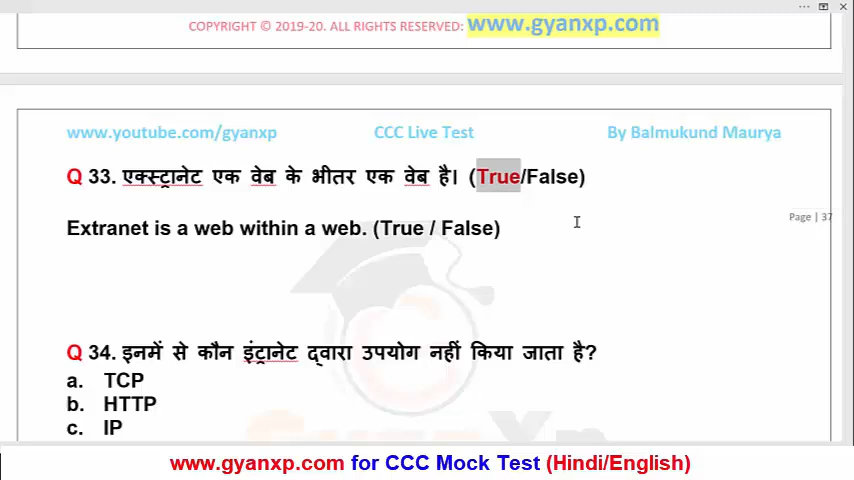 COPYRIGHT © 2019-20. ALL RIGHTS RESERVED: www.gyanxp.com
www.youtube.com/gyanxp CCC Live Test By Balmukund Maurya
Q 33. एक्स्ट्रानेट एक वेब के भीतर एक वेब है। (True/False)
Page | 37
Extranet is a web within a web. (True / False)
Q 34. इनमें से कौन इंट्रानेट द्वारा उपयोग नहीं किया जाता है?
a. TCP
b. HTTP
c. IP
www.gyanxp.com for CCC Mock Test (Hindi/English)